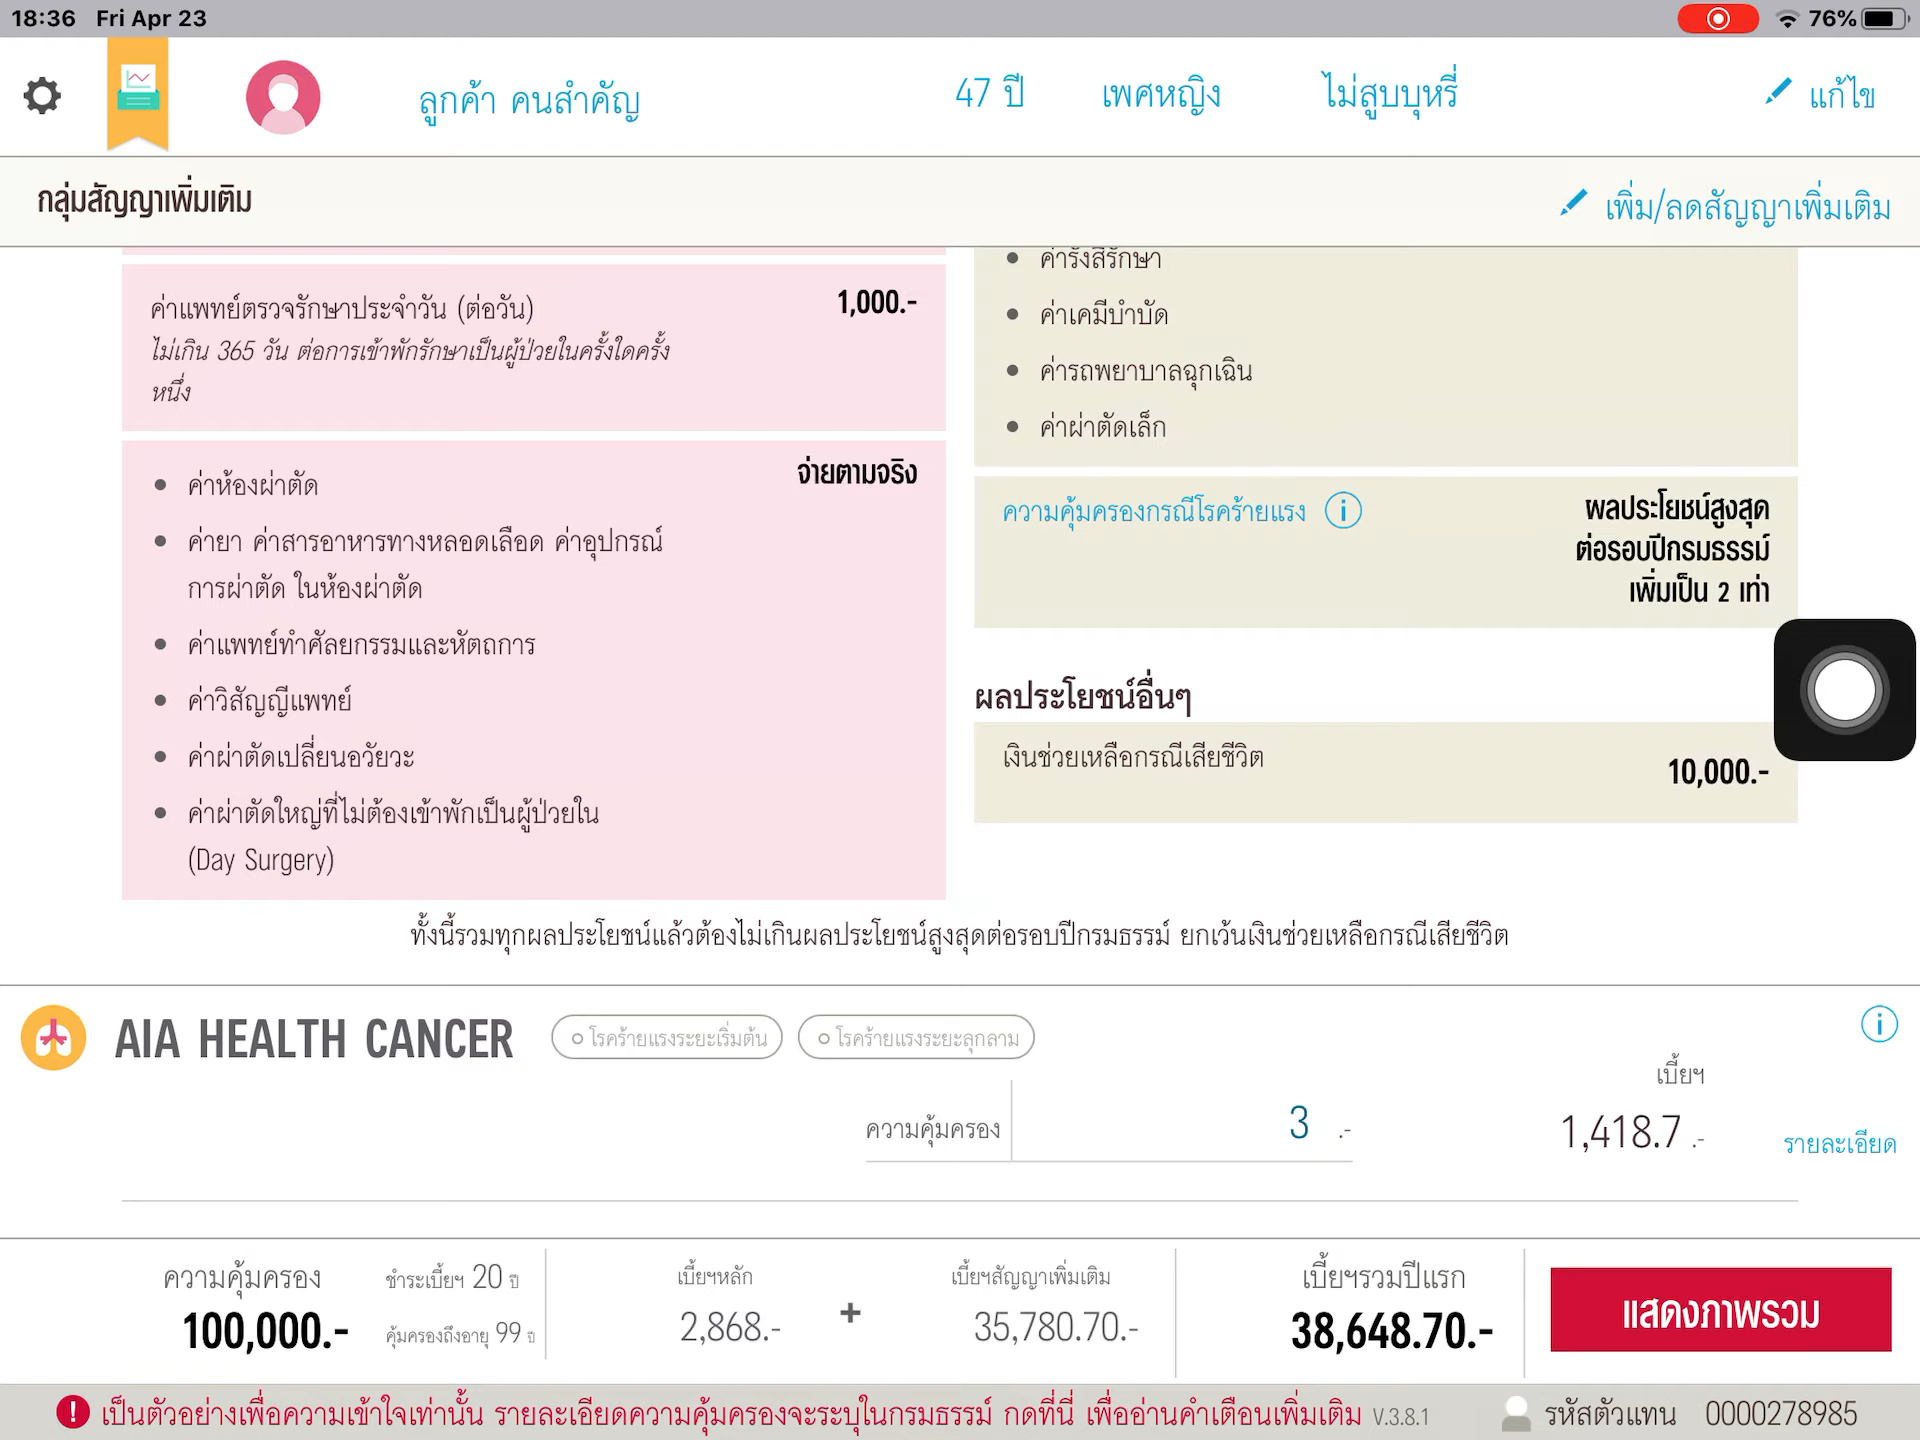 18:36 Fri Apr 23
76%
ลูกค้า คนสำคัญ
47 ปี
เพศหญิง
ไม่สูบบุหรี่
แก้ไข
กลุ่มสัญญาเพิ่มเติม
เพิ่ม/ลดสัญญาเพิ่มเติม
ค่าแพทย์ตรวจรักษาประจำวัน (ต่อวัน)
1,000.-
ไม่เกิน 365 วัน ต่อการเข้าพักรักษาเป็นผู้ป่วยในครั้งใดครั้ง
หนึ่ง
• ค่าห้องผ่าตัด
จ่ายตามจริง
• ค่ายา ค่าสารอาหารทางหลอดเลือด ค่าอุปกรณ์
การผ่าตัด ในห้องผ่าตัด
• ค่าแพทย์ทำศัลยกรรมและหัตถการ
• ค่าวิสัญญีแพทย์
• ค่าผ่าตัดเปลี่ยนอวัยวะ
• ค่าผ่าตัดใหญ่ที่ไม่ต้องเข้าพักเป็นผู้ป่วยใน
(Day Surgery)
• ค่ารังสีรักษา
• ค่าเคมีบำบัด
• ค่ารถพยาบาลฉุกเฉิน
• ค่าผ่าตัดเล็ก
ความคุ้มครองกรณีโรคร้ายแรง
ผลประโยชน์สูงสุด
ต่อรอบปีกรมธรรม์
เพิ่มเป็น 2 เท่า
ผลประโยชน์อื่นๆ
เงินช่วยเหลือกรณีเสียชีวิต
10,000.-
ทั้งนี้รวมทุกผลประโยชน์แล้วต้องไม่เกินผลประโยชน์สูงสุดต่อรอบปีกรมธรรม์ ยกเว้นเงินช่วยเหลือกรณีเสียชีวิต
AIA HEALTH CANCER
โรคร้ายแรงระยะเริ่มต้น
โรคร้ายแรงระยะลุกลาม
เบี้ยฯ
ความคุ้มครอง
3 .-
1,418.7 .-
รายละเอียด
ความคุ้มครอง
100,000.-
ชำระเบี้ยฯ 20 ปี
คุ้มครองถึงอายุ 99 ปี
เบี้ยฯหลัก
2,868.-
+
เบี้ยฯสัญญาเพิ่มเติม
35,780.70.-
เบี้ยฯรวมปีแรก
38,648.70.-
แสดงภาพรวม
เป็นตัวอย่างเพื่อความเข้าใจเท่านั้น รายละเอียดความคุ้มครองจะระบุในกรมธรรม์ กดที่นี่ เพื่ออ่านคำเตือนเพิ่มเติม V.3.8.1
รหัสตัวแทน 0000278985